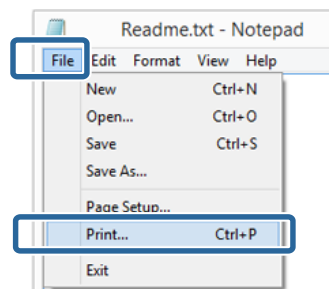 Readme.txt - Notepad
File Edit Format View Help
New Ctrl+N
Open... Ctrl+O
Save Ctrl+S
Save As...
Page Setup...
Print... Ctrl+P
Exit